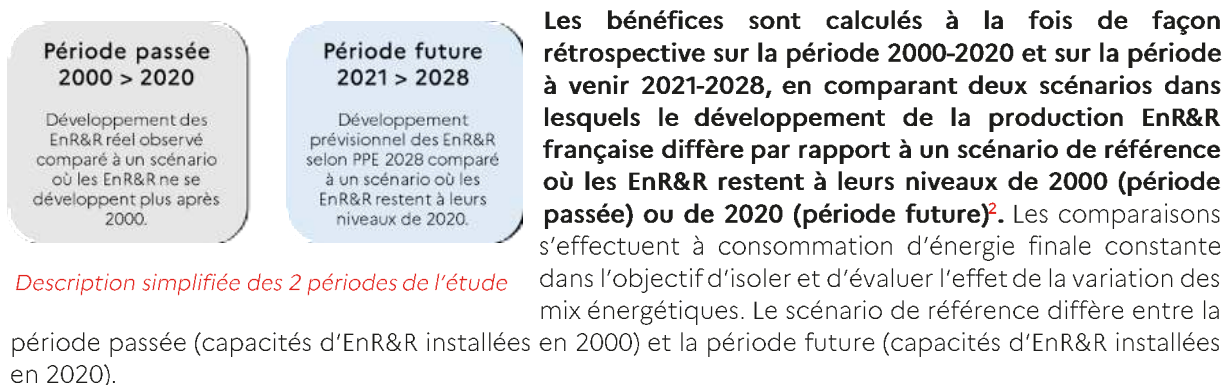 Période passée
2000 > 2020
Développement des
EnR&R réel observé
comparé à un scénario
où les EnR&R ne se
développent plus après
2000.
Période future
2021 > 2028
Développement
prévisionnel des EnR&R
selon PPE 2028 comparé
à un scénario où les
EnR&R restent à leurs
niveaux de 2020.
Description simplifiée des 2 périodes de l'étude
Les bénéfices sont calculés à la fois de façon
rétrospective sur la période 2000-2020 et sur la période
à venir 2021-2028, en comparant deux scénarios dans
lesquels le développement de la production EnR&R
française diffère par rapport à un scénario de référence
où les EnR&R restent à leurs niveaux de 2000 (période
passée) ou de 2020 (période future)². Les comparaisons
s'effectuent à consommation d'énergie finale constante
dans l'objectif d'isoler et d'évaluer l'effet de la variation des
mix énergétiques. Le scénario de référence diffère entre la
période passée (capacités d'EnR&R installées en 2000) et la période future (capacités d'EnR&R installées
en 2020).